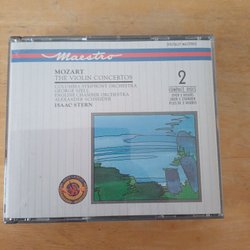 Maestro
MOZART
THE VIOLIN CONCERTOS
COLUMBIA SYMPHONY ORCHESTRA
GEORGE SZELL
ENGLISH CHAMBER ORCHESTRA
ALEXANDER SCHNEIDER
ISAAC STERN
2
COMPACT DISC